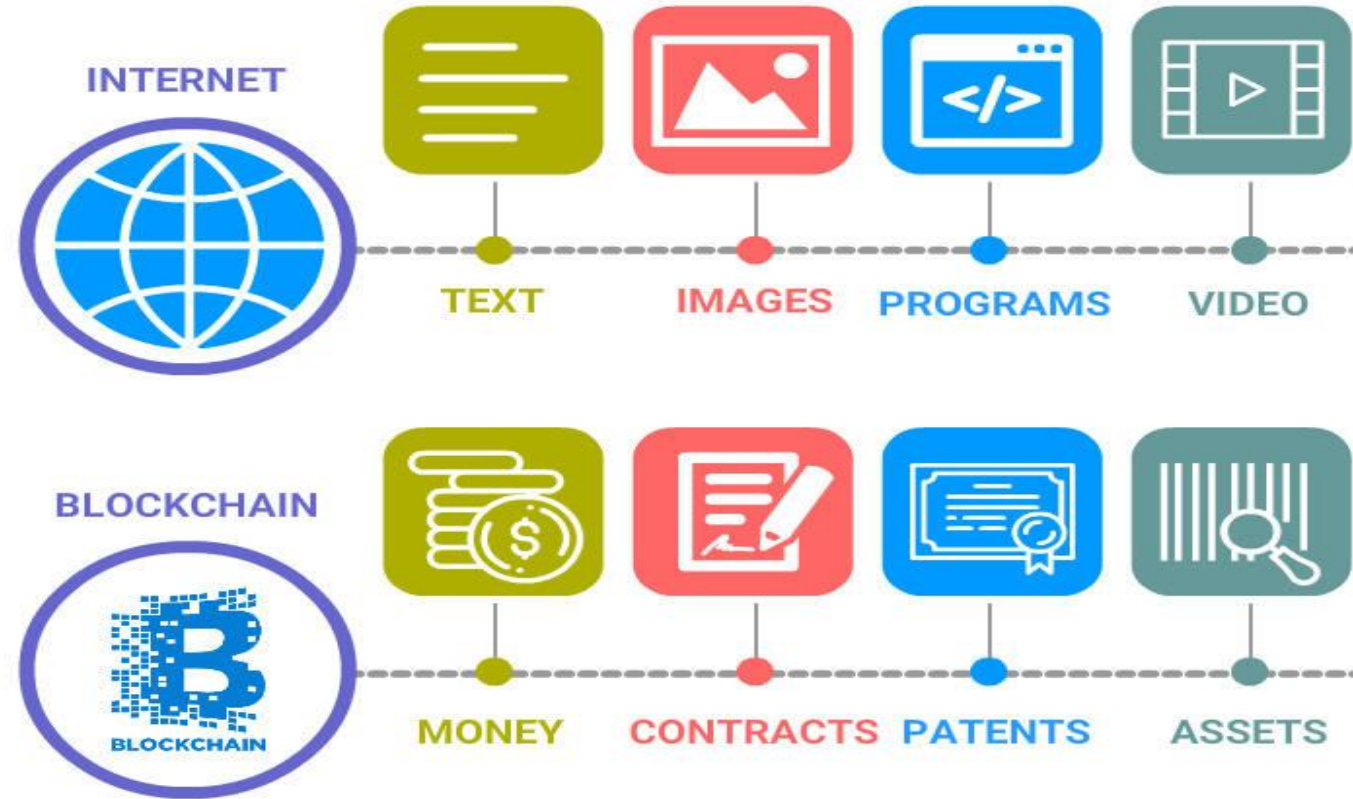 INTERNET
</>
TEXT
IMAGES
PROGRAMS
VIDEO
BLOCKCHAIN
$
B
BLOCKCHAIN
MONEY
CONTRACTS
PATENTS
ASSETS